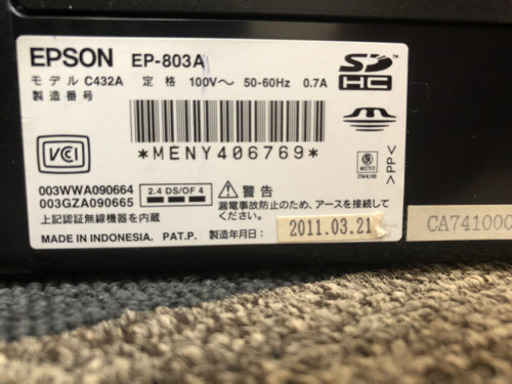 EPSON EP-803A
モデル C432A 定格 100V～ 50-60Hz 0.7A
製造番号
SD HC
*MENY406769*
VCI
003WWA090664
003GZA090665
2.4 DS/OF 4
上記認証無線機器を内蔵
警告
漏電事故防止のため、アースを接続して
ください。
>PP<
MADE IN INDONESIA. PAT.P. 製造年月日: 2011.03.21
CA74100